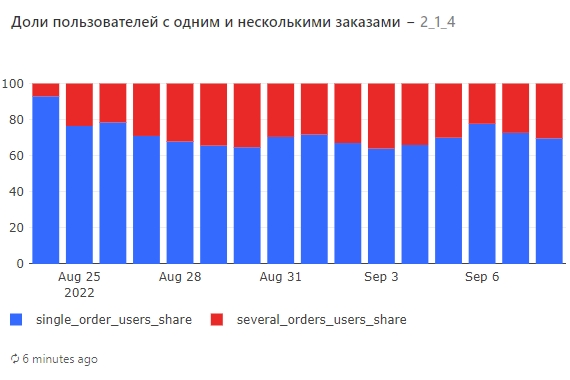 Доли пользователей с одним и несколькими заказами – 2_1_4
100
80
60
40
20
0
Aug 25 Aug 28 Aug 31 Sep 3 Sep 6
2022
single_order_users_share several_orders_users_share
6 minutes ago